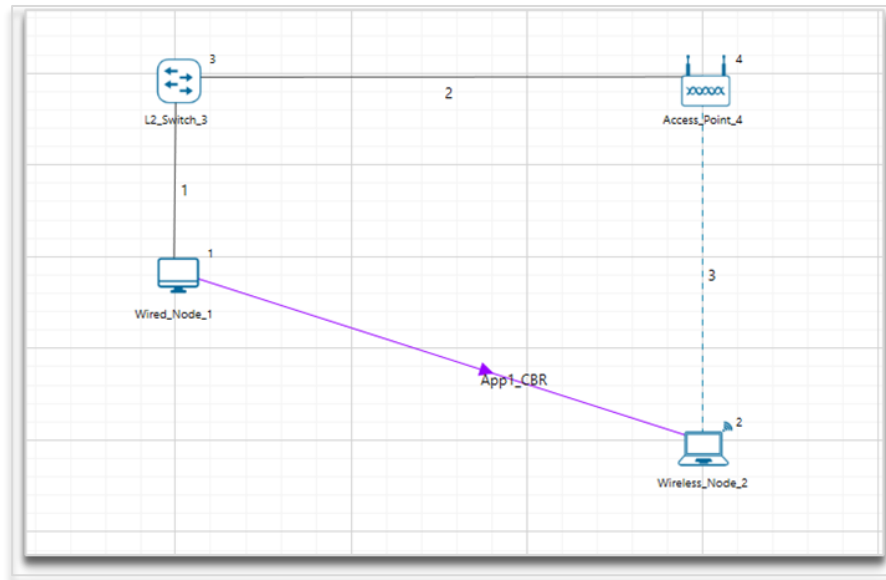 3
4
2
L2_Switch_3
Access_Point_4
1
1
3
Wired_Node_1
App1_CBR
2
Wireless_Node_2